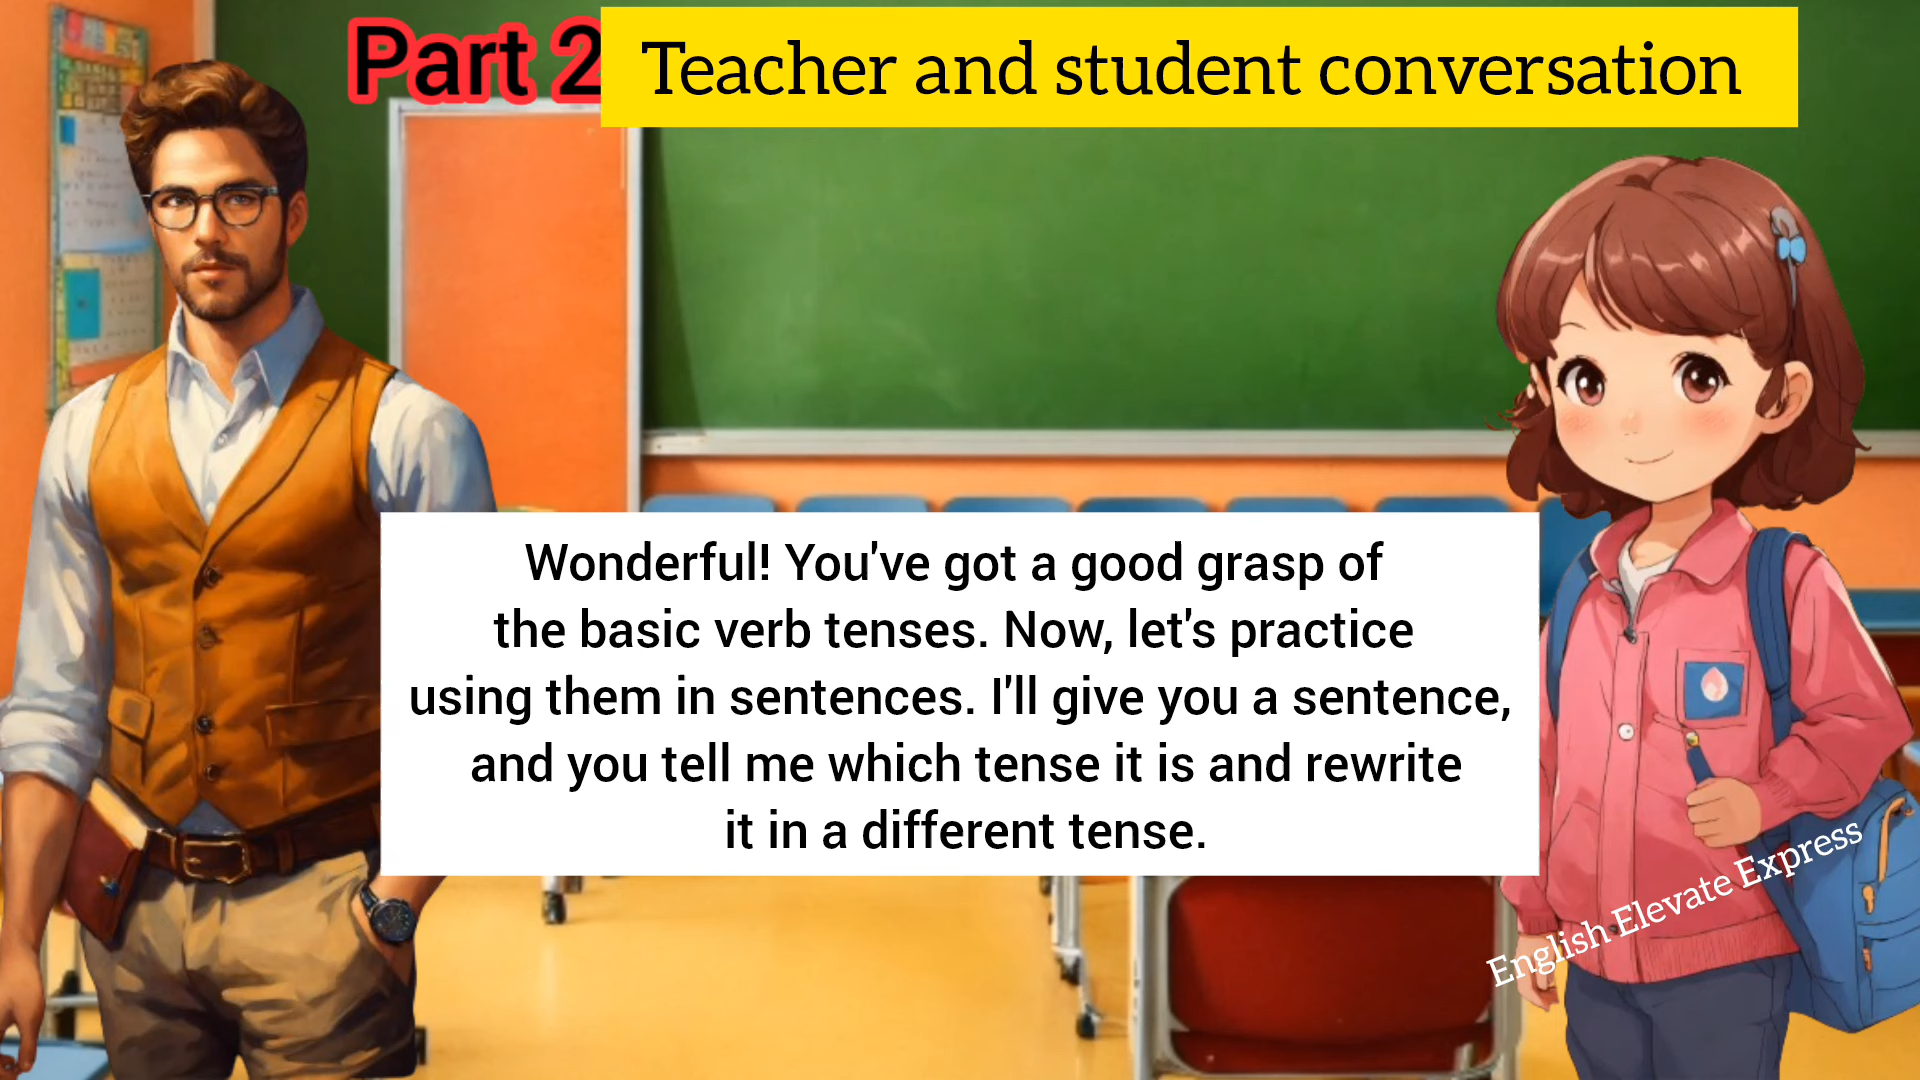 Part 2
Teacher and student conversation
Wonderful! You've got a good grasp of
the basic verb tenses. Now, let's practice
using them in sentences. I'll give you a sentence,
and you tell me which tense it is and rewrite
it in a different tense.
English Elevate Express